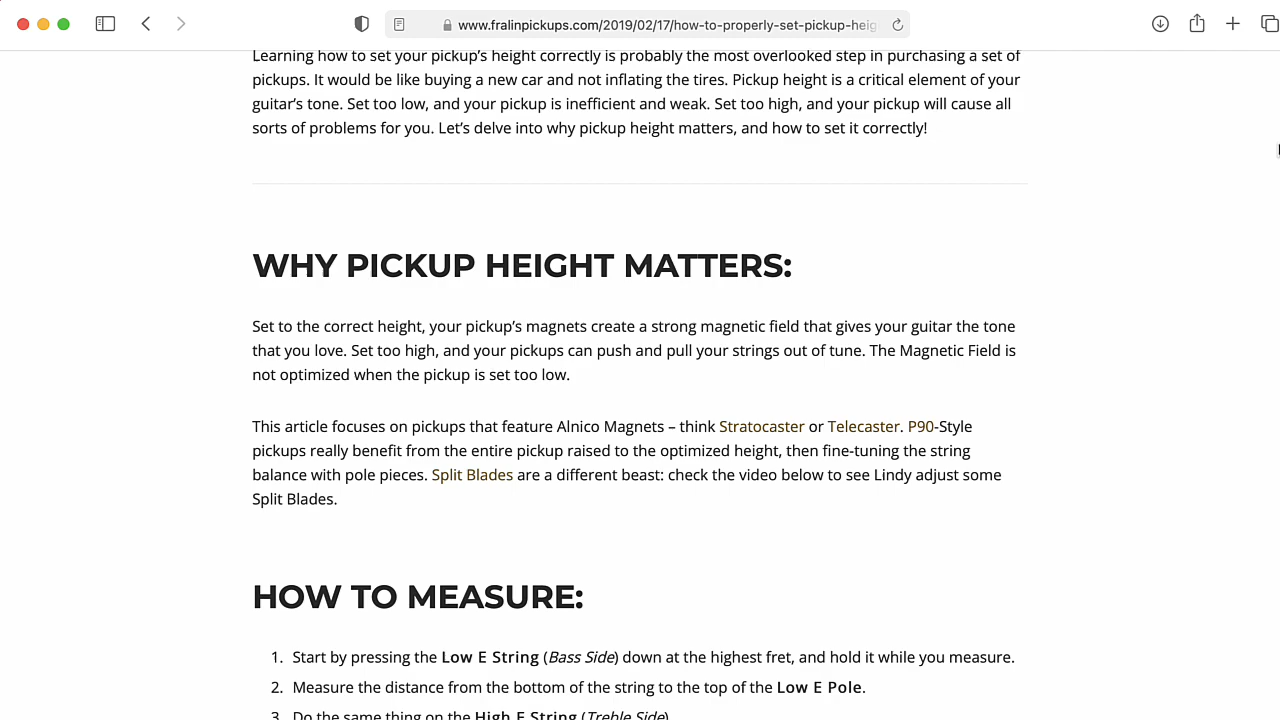 www.fralinpickups.com/2019/02/17/how-to-properly-set-pickup-heig
Learning how to set your pickup’s height correctly is probably the most overlooked step in purchasing a set of
pickups. It would be like buying a new car and not inflating the tires. Pickup height is a critical element of your
guitar’s tone. Set too low, and your pickup is inefficient and weak. Set too high, and your pickup will cause all
sorts of problems for you. Let’s delve into why pickup height matters, and how to set it correctly!
WHY PICKUP HEIGHT MATTERS:
Set to the correct height, your pickup’s magnets create a strong magnetic field that gives your guitar the tone
that you love. Set too high, and your pickups can push and pull your strings out of tune. The Magnetic Field is
not optimized when the pickup is set too low.
This article focuses on pickups that feature Alnico Magnets – think Stratocaster or Telecaster. P90-Style
pickups really benefit from the entire pickup raised to the optimized height, then fine-tuning the string
balance with pole pieces. Split Blades are a different beast: check the video below to see Lindy adjust some
Split Blades.
HOW TO MEASURE:
1. Start by pressing the Low E String (Bass Side) down at the highest fret, and hold it while you measure.
2. Measure the distance from the bottom of the string to the top of the Low E Pole.
3. Do the same thing on the High E String (Treble Side)